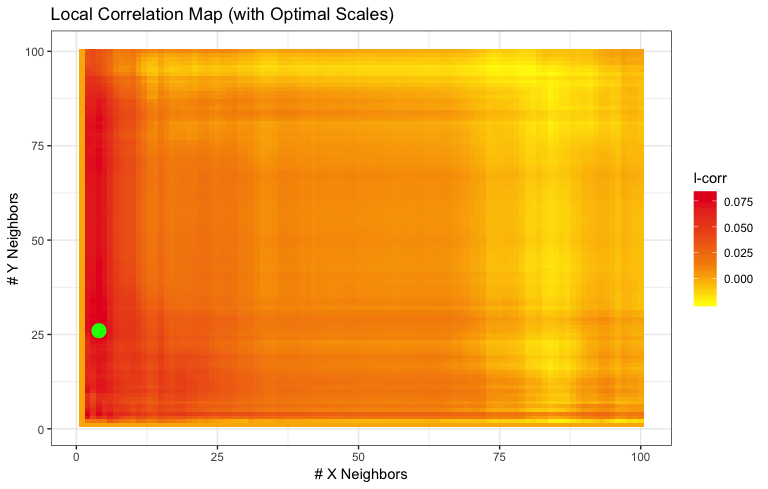 Local Correlation Map (with Optimal Scales)
100
75
50
25
0
# Y Neighbors
0 25 50 75 100
# X Neighbors
l-corr
0.075
0.050
0.025
0.000